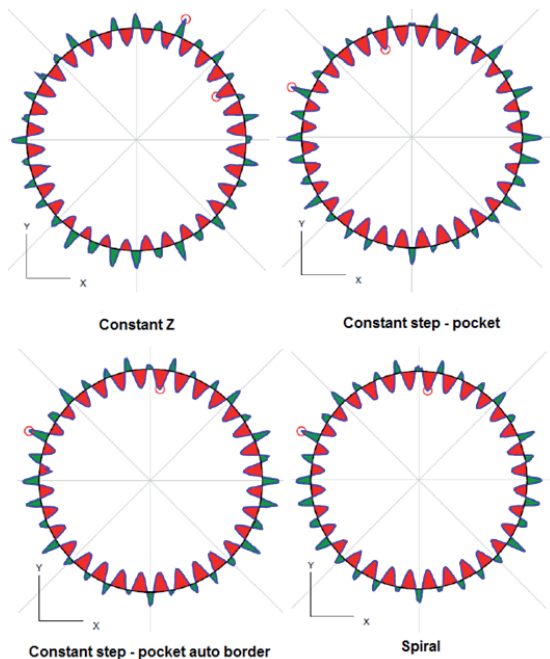 Y
X
Constant Z
Y
X
Constant step - pocket
Y
X
Constant step - pocket auto border
Y
X
Spiral